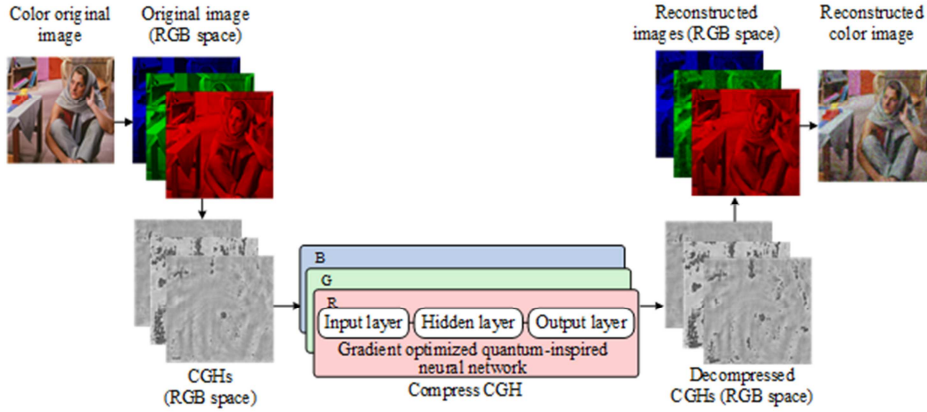 Color original
image
Original image
(RGB space)
Reconstructed
images (RGB space)
Reconstructed
color image
B
G
R
Input layer
Hidden layer
Output layer
Gradient optimized quantum-inspired
neural network
CGHs
(RGB space)
Compress CGH
Decompressed
CGHs (RGB space)